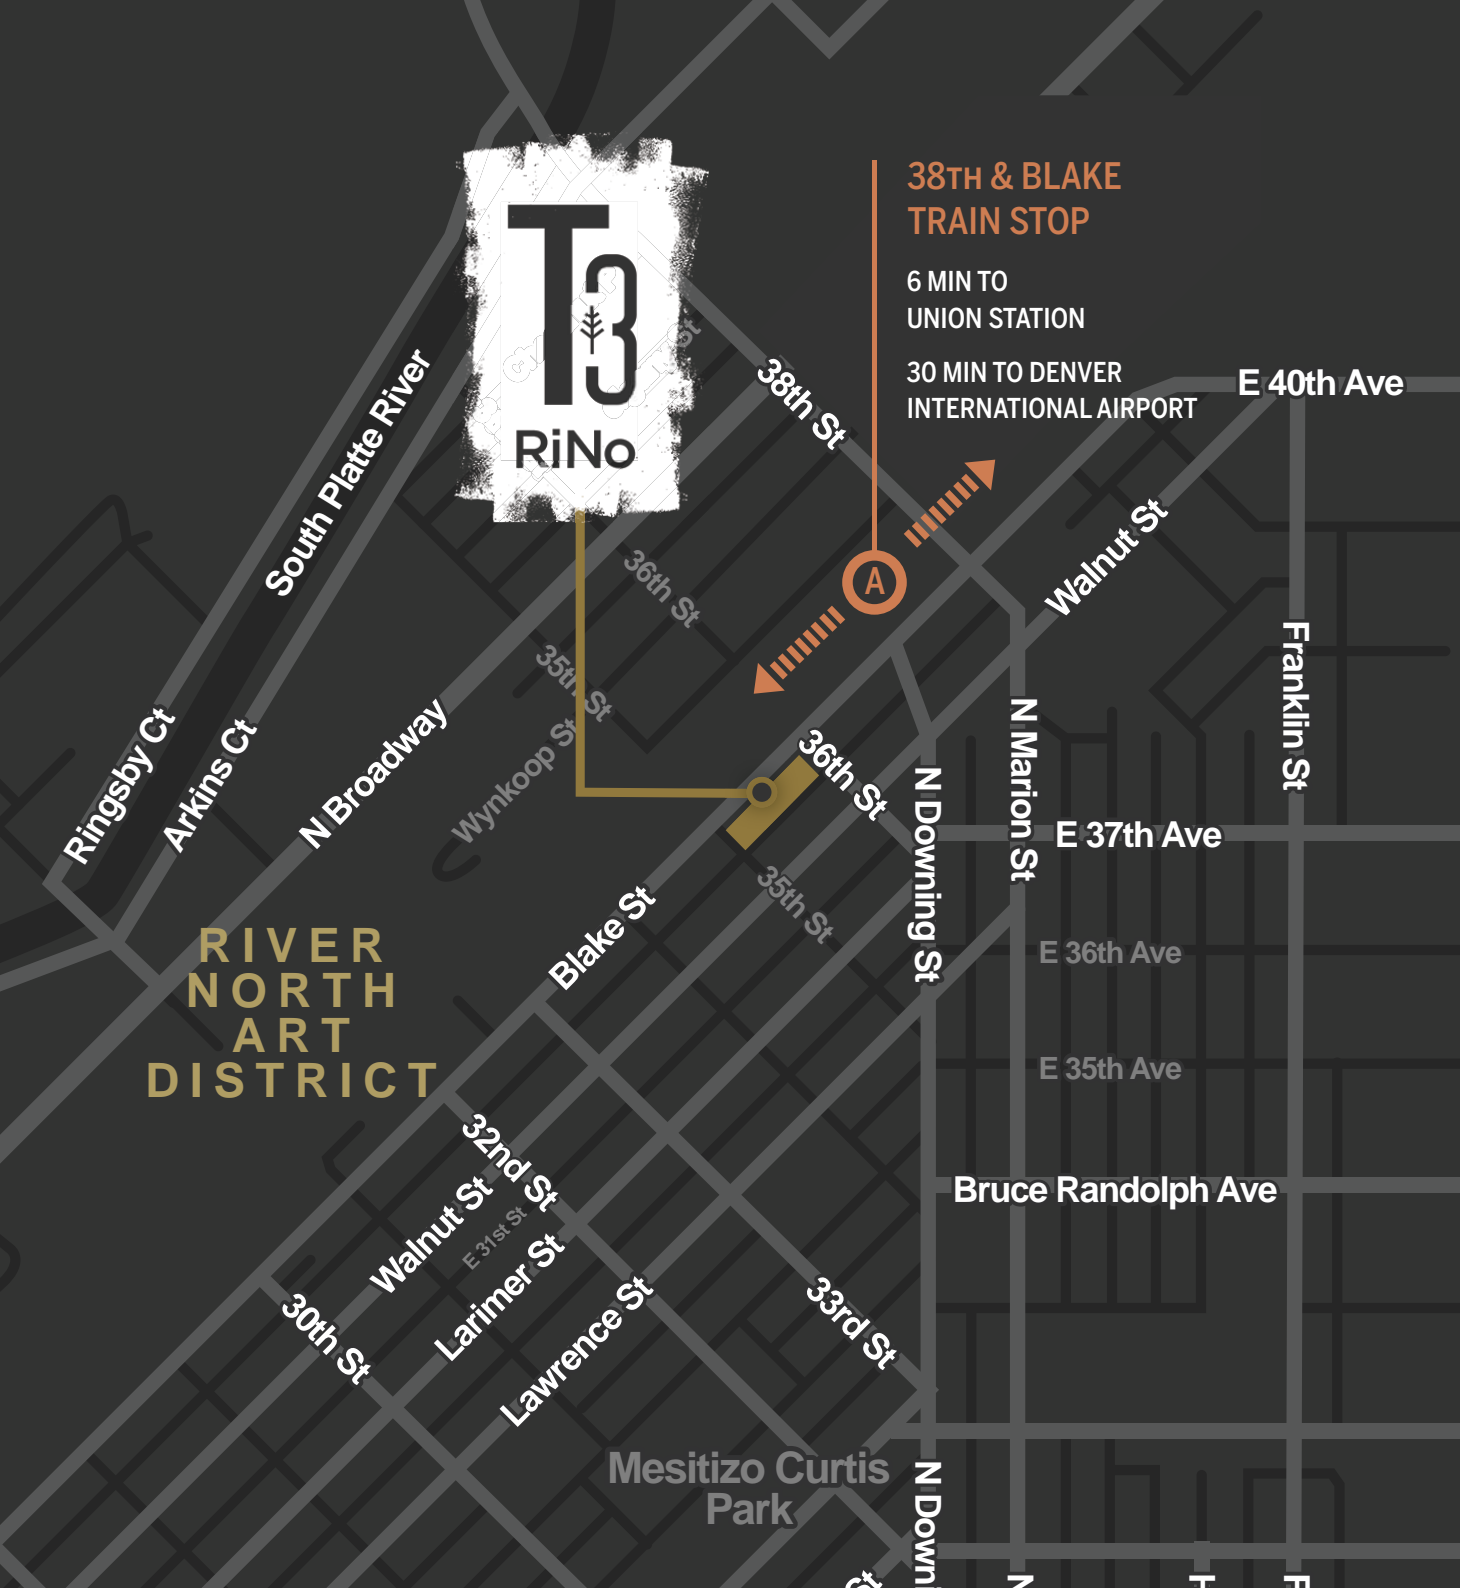 T3
RiNo
38TH & BLAKE
TRAIN STOP
6 MIN TO
UNION STATION
30 MIN TO DENVER
INTERNATIONAL AIRPORT
A
E 40th Ave
38th St
South Platte River
Walnut St
36th St
35th St
Wynkoop St
Ringsby Ct
Arkins Ct
N Broadway
36th St
N Downing St
N Marion St
Franklin St
E 37th Ave
35th St
Blake St
RIVER
NORTH
ART
DISTRICT
E 36th Ave
E 35th Ave
Bruce Randolph Ave
32nd St
Walnut St
E 31st St
Larimer St
Lawrence St
30th St
33rd St
Mesitizo Curtis
Park
N Downi
St
N
H
F